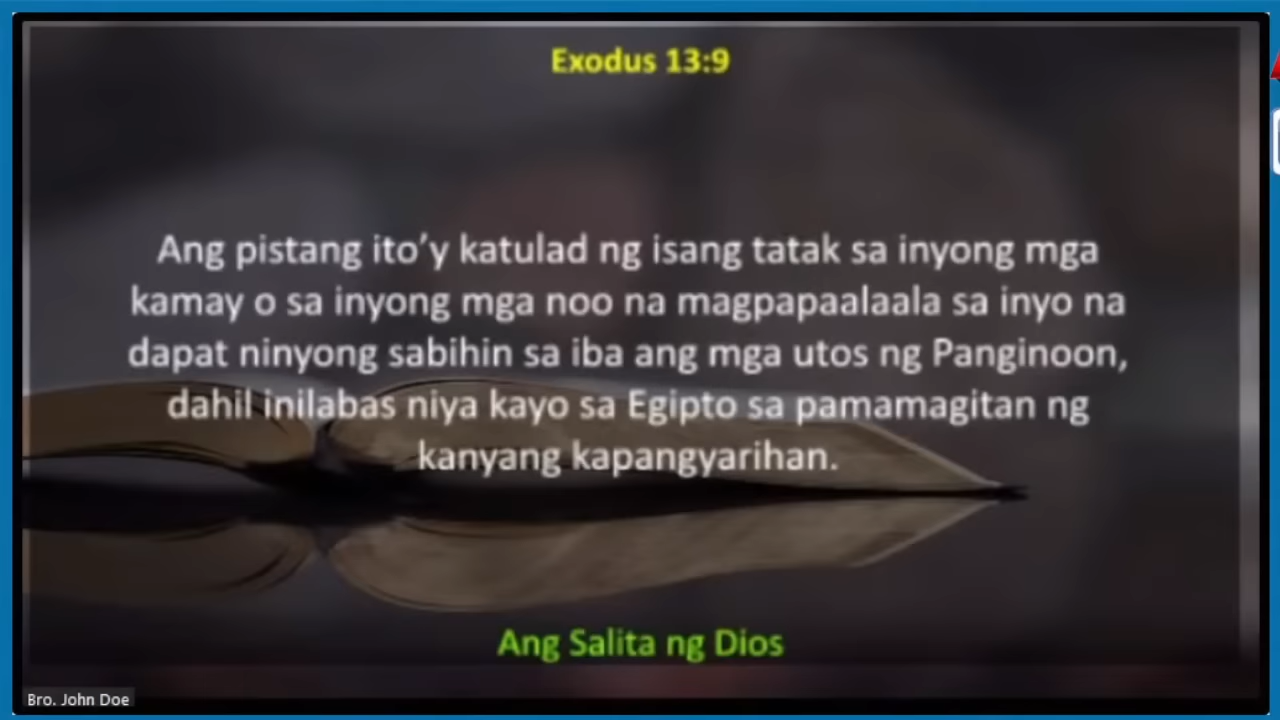 Exodus 13:9
Ang pistang ito’y katulad ng isang tatak sa inyong mga
kamay o sa inyong mga noo na magpapaalaala sa inyo na
dapat ninyong sabihin sa iba ang mga utos ng Panginoon,
dahil inilabas niya kayo sa Egipto sa pamamagitan ng
kanyang kapangyarihan.
Ang Salita ng Dios
Bro. John Doe